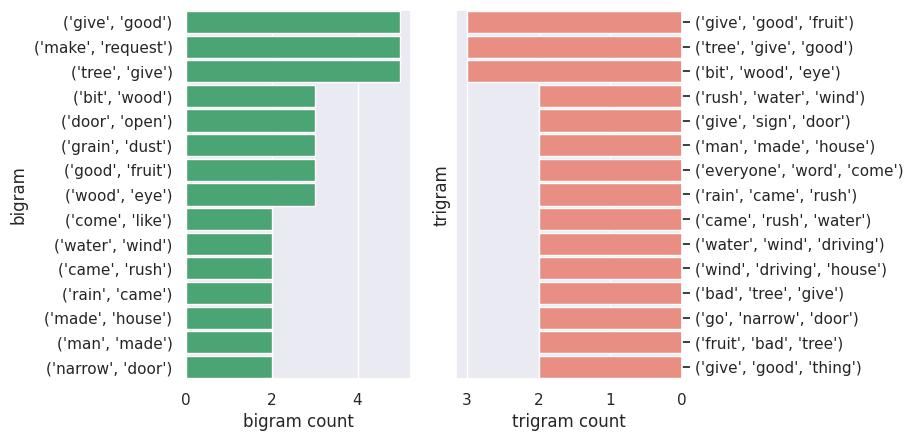 ('give', 'good')
('make', 'request')
('tree', 'give')
('bit', 'wood')
('door', 'open')
('grain', 'dust')
('good', 'fruit')
('wood', 'eye')
('come', 'like')
('water', 'wind')
('came', 'rush')
('rain', 'came')
('made', 'house')
('man', 'made')
('narrow', 'door')
bigram
0 2 4
bigram count
('give', 'good', 'fruit')
('tree', 'give', 'good')
('bit', 'wood', 'eye')
('rush', 'water', 'wind')
('give', 'sign', 'door')
('man', 'made', 'house')
('everyone', 'word', 'come')
('rain', 'came', 'rush')
('came', 'rush', 'water')
('water', 'wind', 'driving')
('wind', 'driving', 'house')
('bad', 'tree', 'give')
('go', 'narrow', 'door')
('fruit', 'bad', 'tree')
('give', 'good', 'thing')
trigram
3 2 1 0
trigram count